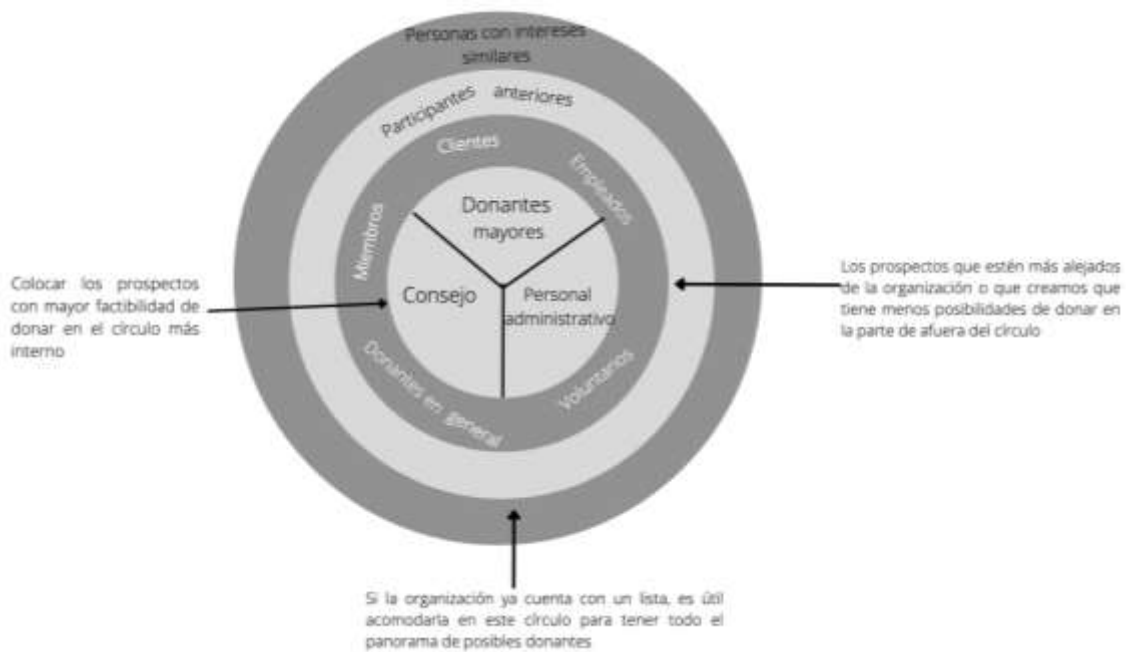 Personas con intereses
similares
Participantes anteriores
Clientes
Empleados
Miembros
Donantes
mayores
Consejo
Personal
administrativo
Donantes en general
Voluntarios
Colocar los prospectos
con mayor factibilidad de
donar en el círculo más
interno
Los prospectos que estén más alejados
de la organización o que creamos que
tiene menos posibilidades de donar en
la parte de afuera del círculo
Si la organización ya cuenta con un lista, es útil
acomodarla en este círculo para tener todo el
panorama de posibles donantes